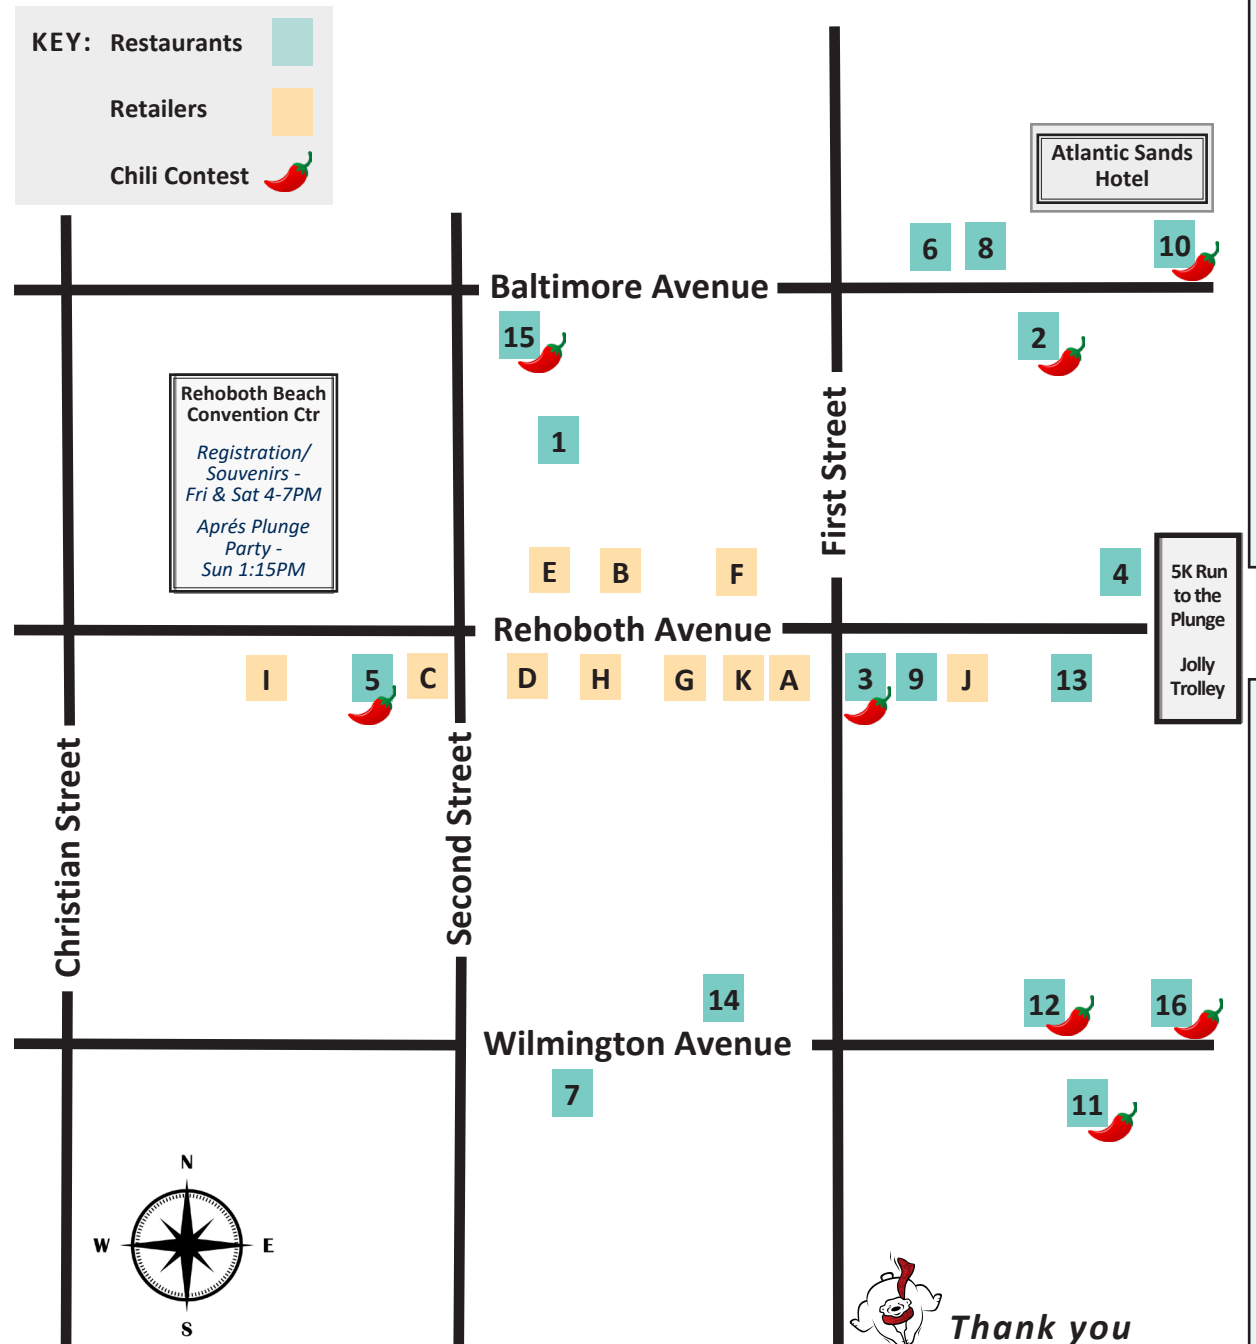 KEY: Restaurants
Retailers
Chili Contest
Atlantic Sands
Hotel
6
8
10
Baltimore Avenue
15
2
Rehoboth Beach
Convention Ctr
Registration/
Souvenirs -
Fri & Sat 4-7PM
Aprés Plunge
Party -
Sun 1:15PM
1
First Street
E
B
F
4
5K Run
to the
Plunge
Jolly
Trolley
Rehoboth Avenue
I
5
C
D
H
G
K
A
3
9
J
13
Christian Street
Second Street
14
12
16
Wilmington Avenue
7
11
N
W
E
S
Thank you